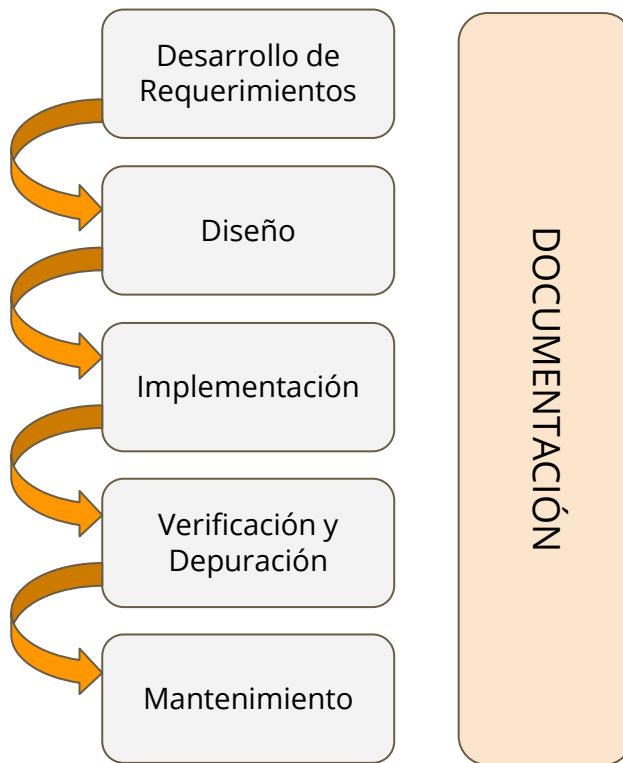 Desarrollo de
Requerimientos
Diseño
Implementación
Verificación y
Depuración
Mantenimiento
DOCUMENTACIÓN